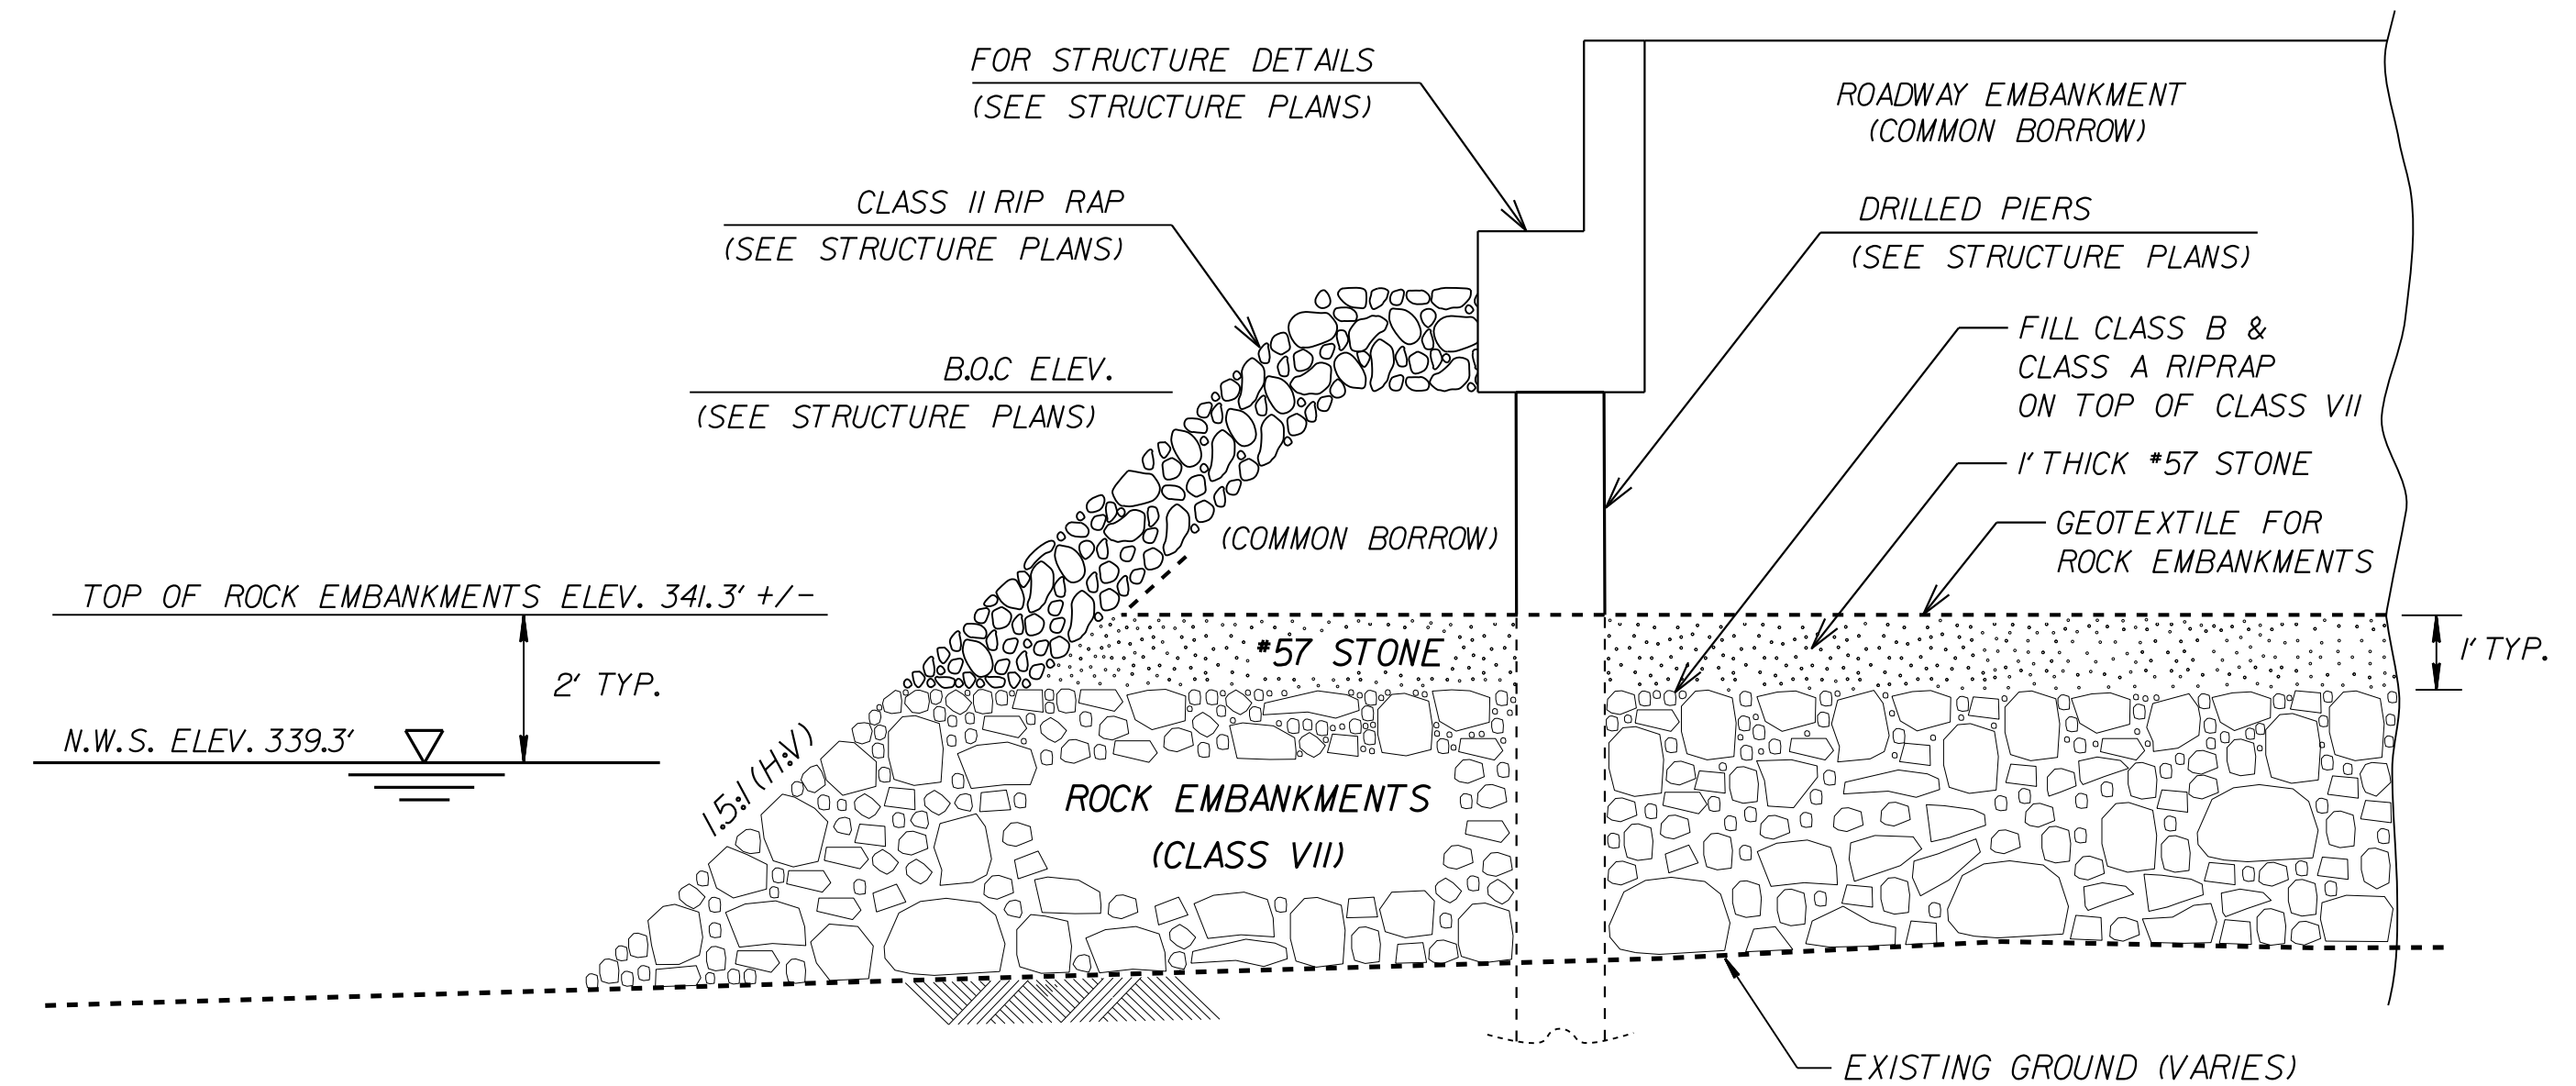 FOR STRUCTURE DETAILS
(SEE STRUCTURE PLANS)
ROADWAY EMBANKMENT
(COMMON BORROW)
CLASS II RIP RAP
(SEE STRUCTURE PLANS)
DRILLED PIERS
(SEE STRUCTURE PLANS)
B.O.C ELEV.
(SEE STRUCTURE PLANS)
FILL CLASS B &
CLASS A RIPRAP
ON TOP OF CLASS VII
1' THICK #57 STONE
GEOTEXTILE FOR
ROCK EMBANKMENTS
(COMMON BORROW)
TOP OF ROCK EMBANKMENTS ELEV. 341.3' +/-
#57 STONE
1' TYP.
2' TYP.
N.W.S. ELEV. 339.3'
1.5:1 (H:V)
ROCK EMBANKMENTS
(CLASS VII)
EXISTING GROUND (VARIES)